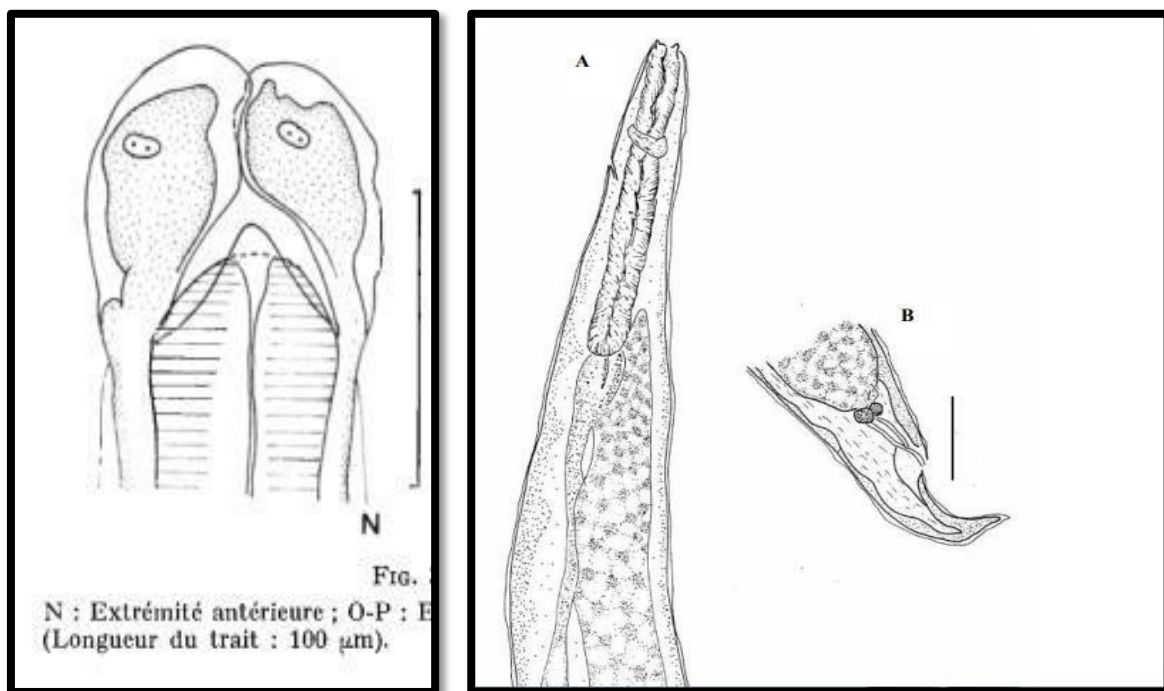 N
FIG.
N : Extrémité antérieure ; O-P : E
(Longueur du trait : 100 μm).
A
B